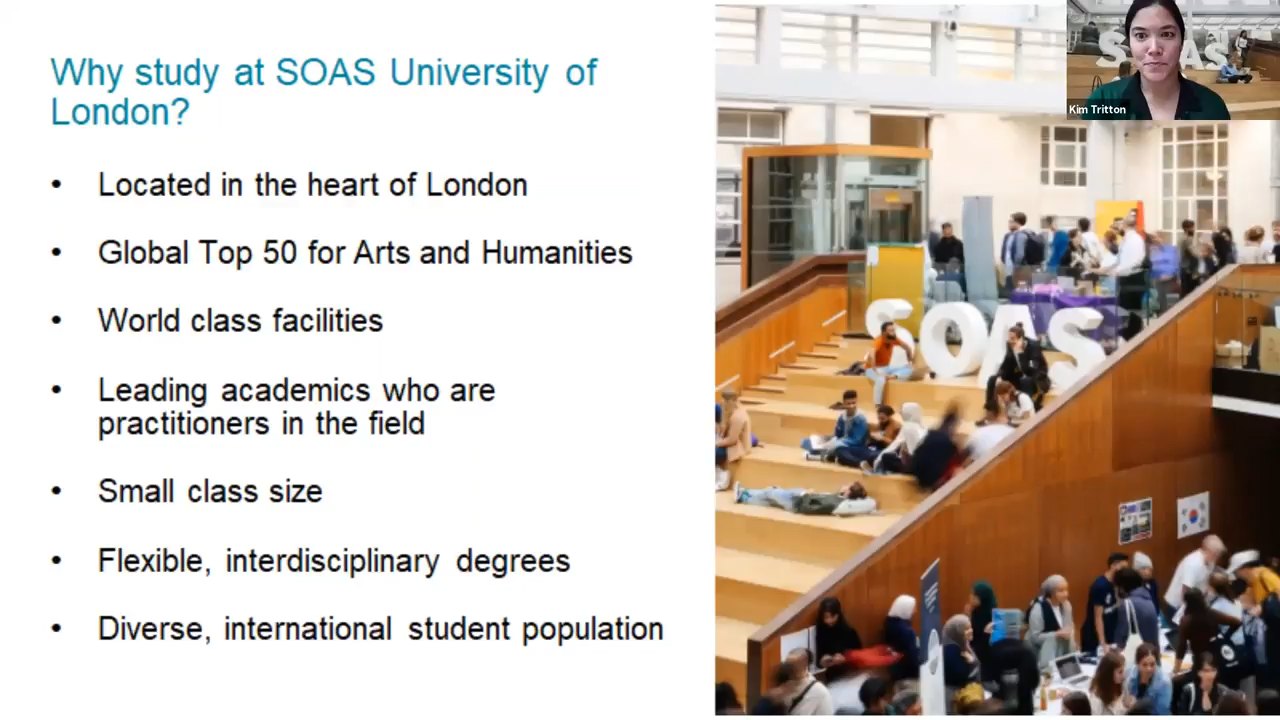 Why study at SOAS University of
London?
• Located in the heart of London
• Global Top 50 for Arts and Humanities
• World class facilities
• Leading academics who are
practitioners in the field
• Small class size
• Flexible, interdisciplinary degrees
• Diverse, international student population
SOAS
Kim Tritton
SOAS